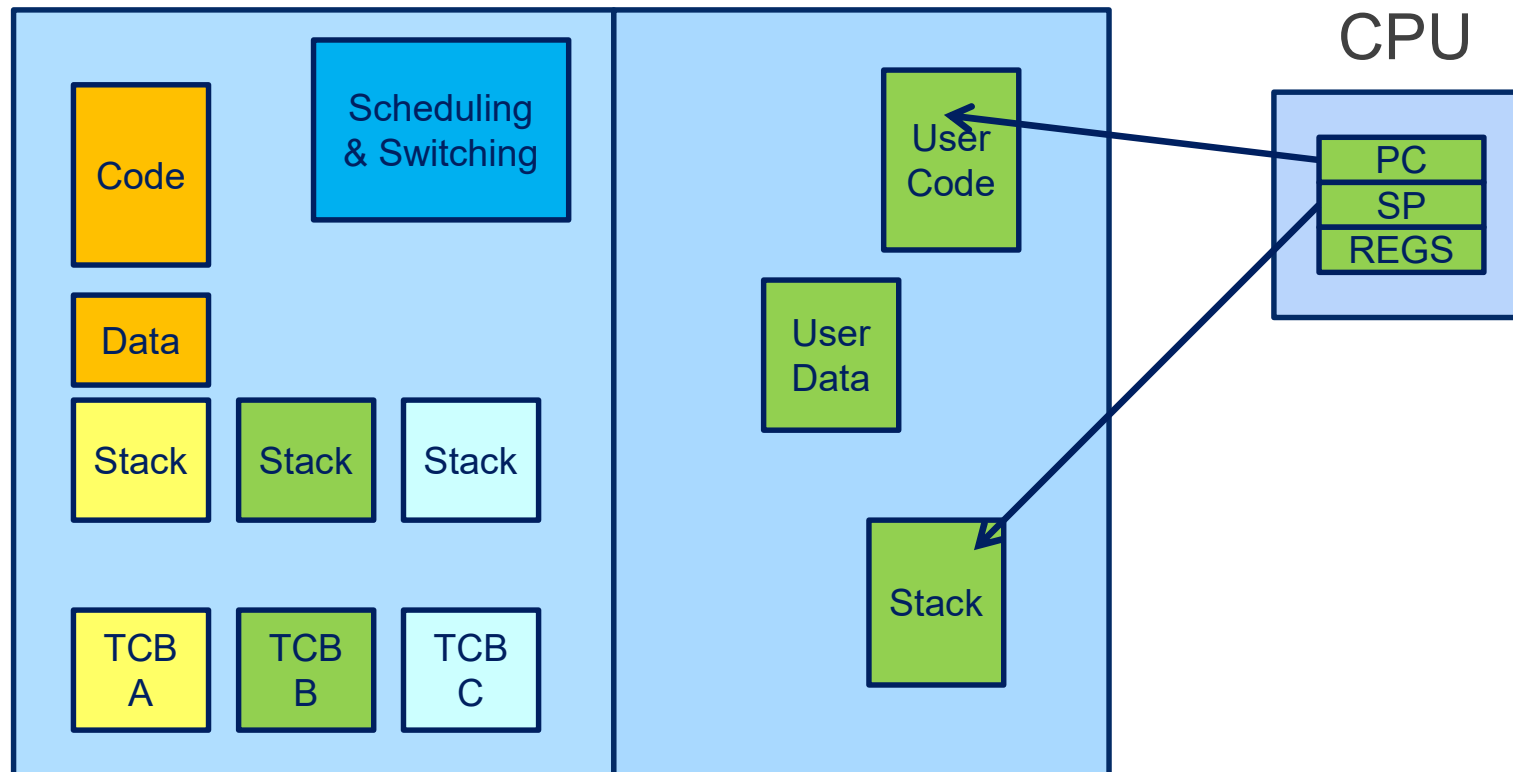 CPU
Code
Scheduling
& Switching
User
Code
PC
SP
REGS
Data
User
Data
Stack
Stack
Stack
Stack
TCB
A
TCB
B
TCB
C